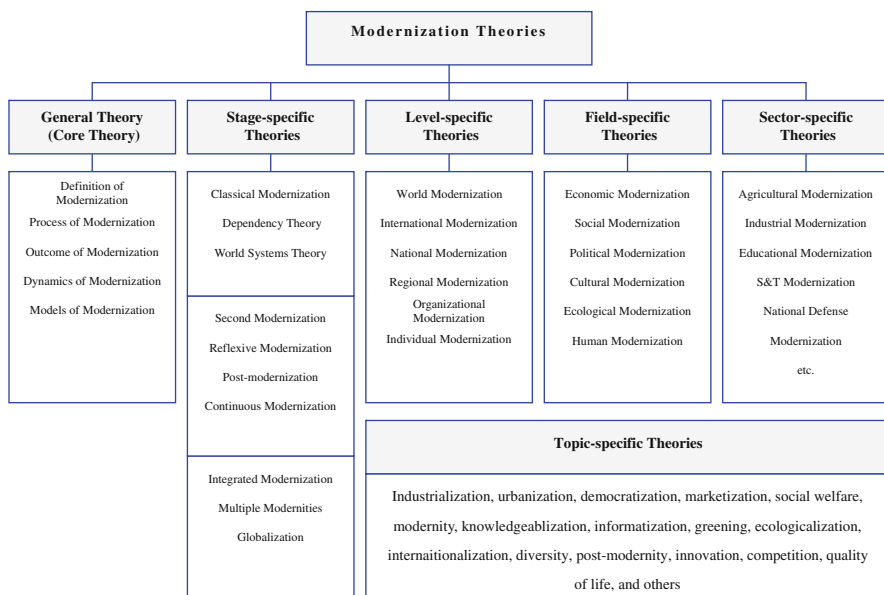 Modernization Theories
General Theory
(Core Theory)
Definition of
Modernization
Process of Modernization
Outcome of Modernization
Dynamics of Modernization
Models of Modernization
Stage-specific
Theories
Classical Modernization
Dependency Theory
World Systems Theory
Second Modernization
Reflexive Modernization
Post-modernization
Continuous Modernization
Integrated Modernization
Multiple Modernities
Globalization
Level-specific
Theories
World Modernization
International Modernization
National Modernization
Regional Modernization
Organizational
Modernization
Individual Modernization
Field-specific
Theories
Economic Modernization
Social Modernization
Political Modernization
Cultural Modernization
Ecological Modernization
Human Modernization
Sector-specific
Theories
Agricultural Modernization
Industrial Modernization
Educational Modernization
S&T Modernization
National Defense
Modernization
etc.
Topic-specific Theories
Industrialization, urbanization, democratization, marketization, social welfare,
modernity, knowledgeablization, informatization, greening, ecologicalization,
internaitionalization, diversity, post-modernity, innovation, competition, quality
of life, and others